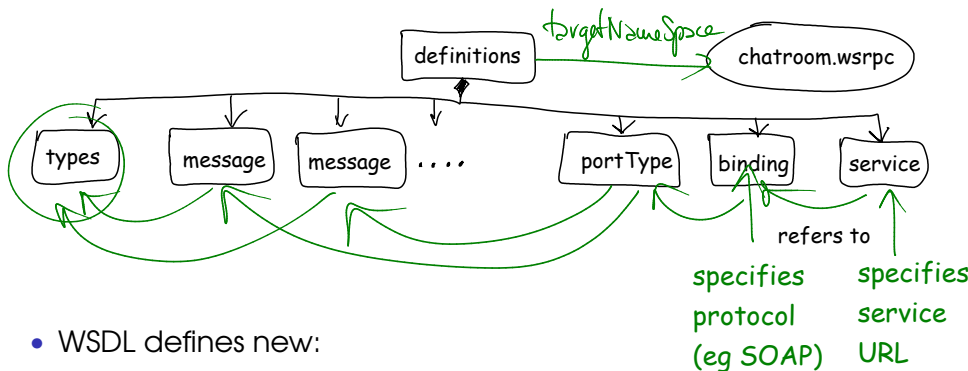 targetNameSpace
definitions
chatroom.wsrpc
types
message
message
....
portType
binding
service
refers to
specifies
protocol
(eg SOAP)
specifies
service
URL
• WSDL defines new: